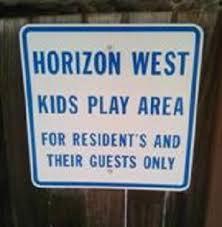 HORIZON WEST
KIDS PLAY AREA
FOR RESIDENT'S AND
THEIR GUESTS ONLY